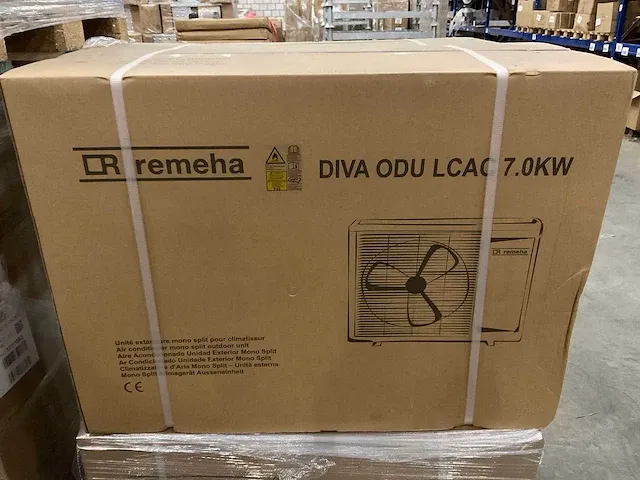 remeha
DIVA ODU LCAC 7.0KW
remeha
Unité extérieure mono split pour climatiseur
Air conditioner mono split outdoor unit
Aire Acondicionado Unidad Exterior Mono Split
Ar Condicionado Unidade Exterior Mono Split
Climatizzatore d'Aria Mono Split – Unità esterna
Mono Split Klimagerät Ausseneinheit
CE